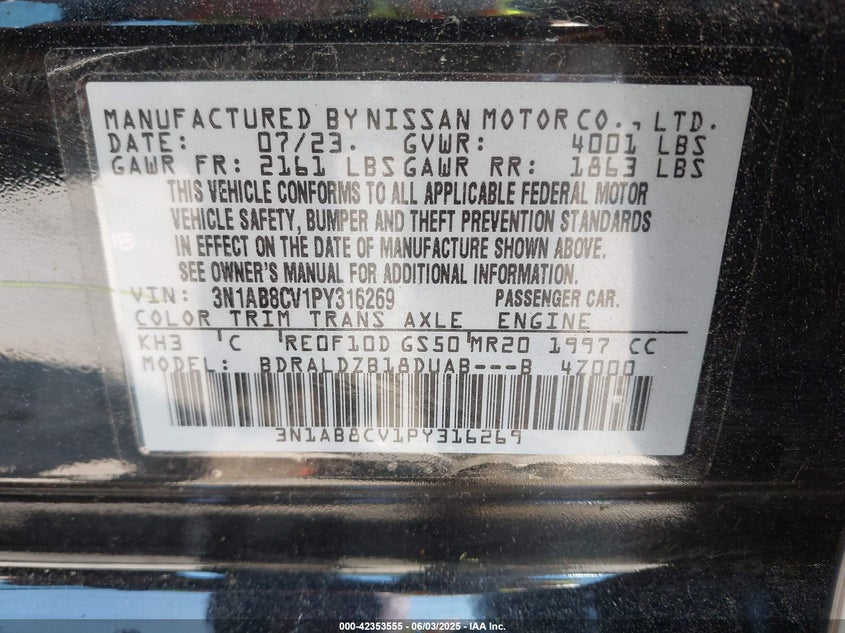 MANUFACTURED BY NISSAN MOTOR CO., LTD.
DATE: 07/23. GVWR: 4001 LBS
GAWR FR: 2161 LBS GAWR RR: 1863 LBS
THIS VEHICLE CONFORMS TO ALL APPLICABLE FEDERAL MOTOR
VEHICLE SAFETY, BUMPER AND THEFT PREVENTION STANDARDS
IN EFFECT ON THE DATE OF MANUFACTURE SHOWN ABOVE.
SEE OWNER'S MANUAL FOR ADDITIONAL INFORMATION.
VIN: 3N1AB8CV1PY316269 PASSENGER CAR.
COLOR TRIM TRANS AXLE ENGINE
KH3 C RE0F10D GS50 MR20 1997 CC
MODEL: BDRALDZB18DUAB---B 4Z000
3N1AB8CV1PY316269
000-42353555 - 06/03/2025 - IAA Inc.